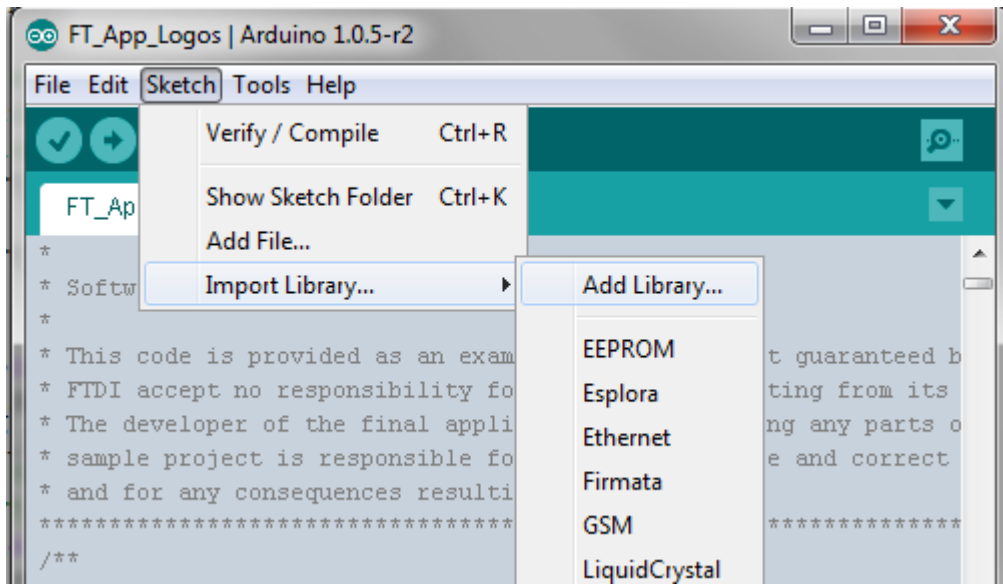 FT_App_Logos | Arduino 1.0.5-r2
File Edit Sketch Tools Help
Verify / Compile Ctrl+R
Show Sketch Folder Ctrl+K
Add File...
Import Library...
Add Library...
EEPROM
Esplora
Ethernet
Firmata
GSM
LiquidCrystal
FT_Ap
*
* Softw
*
* This code is provided as an exam t guaranteed b
* FTDI accept no responsibility fo ting from its
* The developer of the final appli ng any parts o
* sample project is responsible fo e and correct
* and for any consequences resulti
*********************************** **************
/**